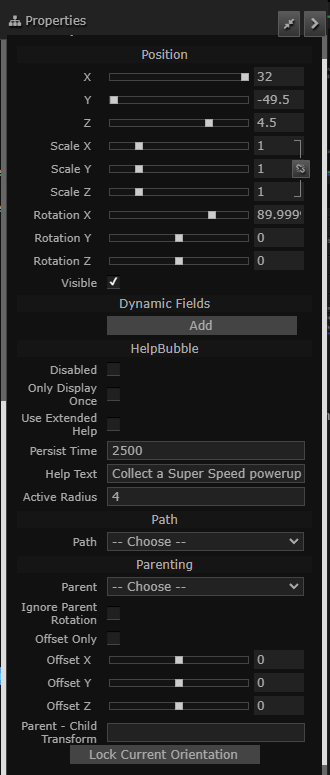 Properties
Position
X 32
Y -49.5
Z 4.5
Scale X 1
Scale Y 1
Scale Z 1
Rotation X 89.999
Rotation Y 0
Rotation Z 0
Visible
Dynamic Fields
Add
HelpBubble
Disabled
Only Display
Once
Use Extended
Help
Persist Time 2500
Help Text Collect a Super Speed powerup
Active Radius 4
Path
Path -- Choose --
Parenting
Parent -- Choose --
Ignore Parent
Rotation
Offset Only
Offset X 0
Offset Y 0
Offset Z 0
Parent - Child
Transform
Lock Current Orientation